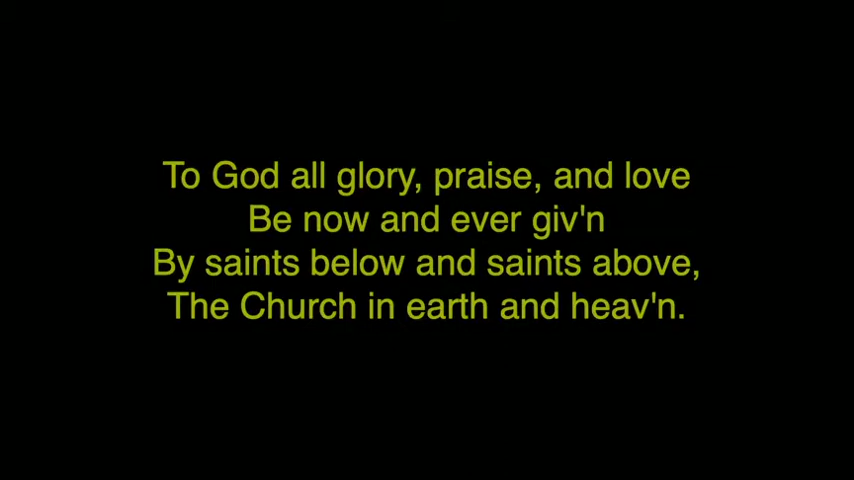 To God all glory, praise, and love
Be now and ever giv'n
By saints below and saints above,
The Church in earth and heav'n.